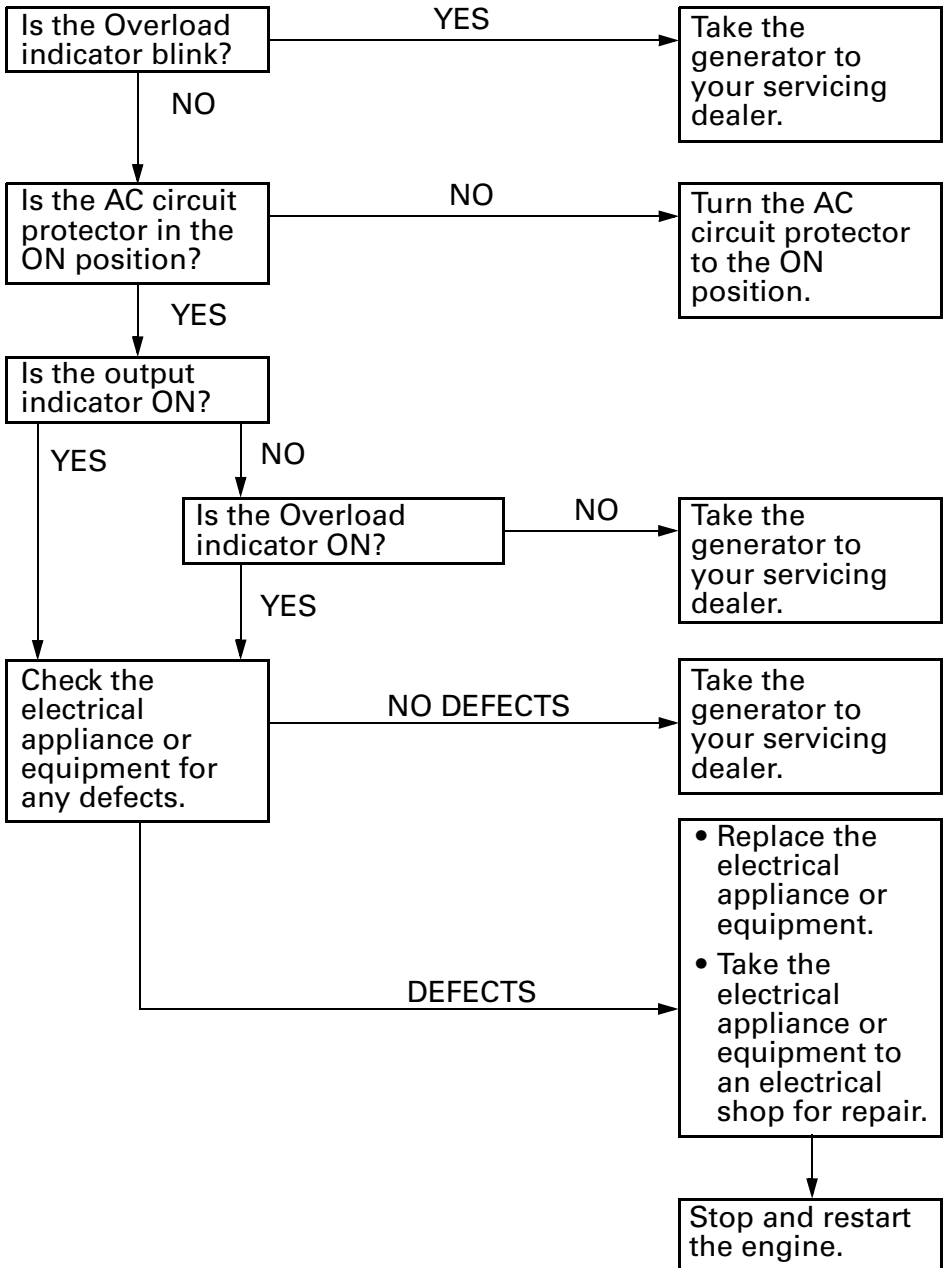 Is the Overload
indicator blink?
YES
Take the
generator to
your servicing
dealer.
NO
Is the AC circuit
protector in the
ON position?
NO
Turn the AC
circuit protector
to the ON
position.
YES
Is the output
indicator ON?
YES
NO
Is the Overload
indicator ON?
NO
Take the
generator to
your servicing
dealer.
YES
Check the
electrical
appliance or
equipment for
any defects.
NO DEFECTS
Take the
generator to
your servicing
dealer.
DEFECTS
• Replace the
electrical
appliance or
equipment.
• Take the
electrical
appliance or
equipment to
an electrical
shop for repair.
Stop and restart
the engine.